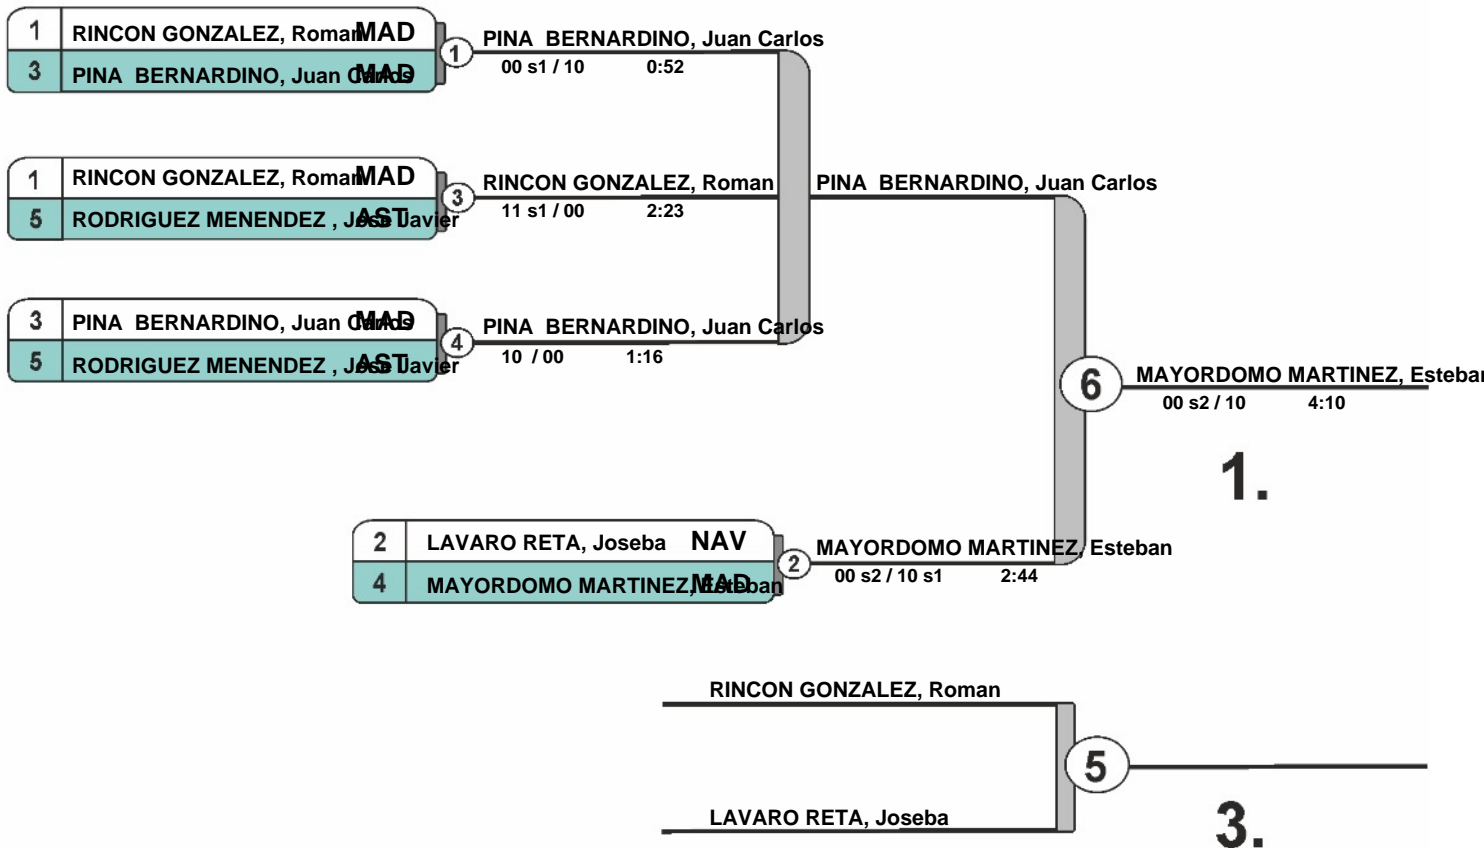 1 RINCON GONZALEZ, Roman MAD
3 PINA BERNARDINO, Juan Carlos MAD
1 PINA BERNARDINO, Juan Carlos
00 s1 / 10 0:52
1 RINCON GONZALEZ, Roman MAD
5 RODRIGUEZ MENENDEZ , Jose Javier AST
3 RINCON GONZALEZ, Roman
11 s1 / 00 2:23
PINA BERNARDINO, Juan Carlos
3 PINA BERNARDINO, Juan Carlos MAD
5 RODRIGUEZ MENENDEZ , Jose Javier AST
4 PINA BERNARDINO, Juan Carlos
10 / 00 1:16
6 MAYORDOMO MARTINEZ, Esteban
00 s2 / 10 4:10
1.
2 LAVARO RETA, Joseba NAV
4 MAYORDOMO MARTINEZ, Esteban MAD
2 MAYORDOMO MARTINEZ, Esteban
00 s2 / 10 s1 2:44
RINCON GONZALEZ, Roman
5
LAVARO RETA, Joseba
3.